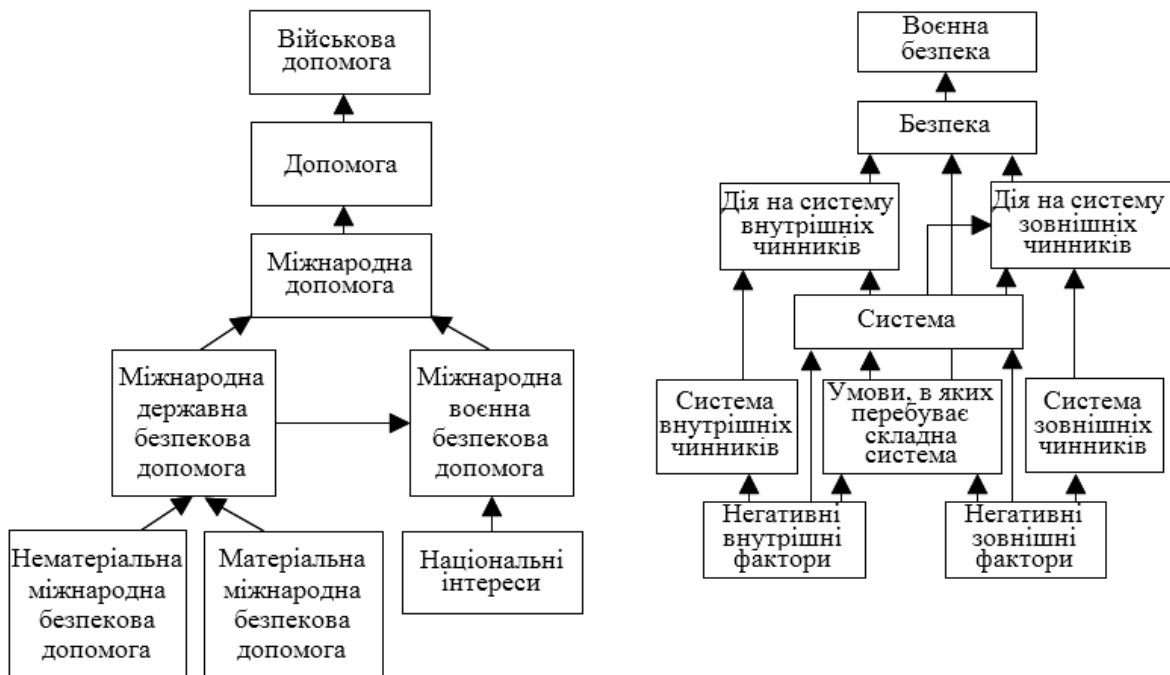 Військова
допомога
Допомога
Міжнародна
допомога
Міжнародна
державна
безпекова
допомога
Міжнародна
воєнна
безпекова
допомога
Нематеріальна
міжнародна
безпекова
допомога
Матеріальна
міжнародна
безпекова
допомога
Національні
інтереси
Воєнна
безпека
Безпека
Дія на систему
внутрішніх
чинників
Дія на систему
зовнішніх
чинників
Система
Система
внутрішніх
чинників
Умови, в яких
перебуває
складна
система
Система
зовнішніх
чинників
Негативні
внутрішні
фактори
Негативні
зовнішні
фактори